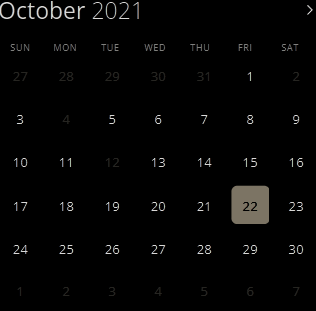 October 2021
SUN MON TUE WED THU FRI SAT
27 28 29 30 31 1 2
3 4 5 6 7 8 9
10 11 12 13 14 15 16
17 18 19 20 21 22 23
24 25 26 27 28 29 30
1 2 3 4 5 6 7